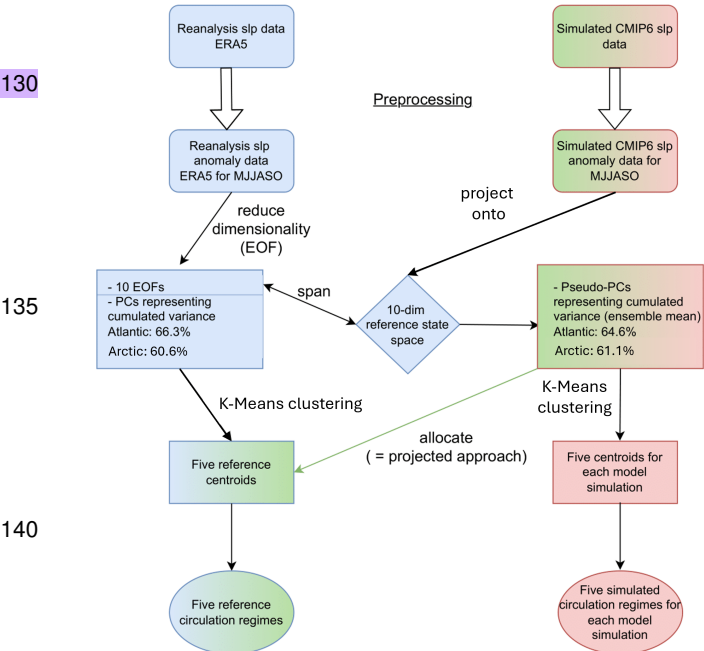 Reanalysis slp data
ERA5
Simulated CMIP6 slp
data
130
Preprocessing
Reanalysis slp
anomaly data
ERA5 for MJJASO
Simulated CMIP6 slp
anomaly data for
MJJASO
project
onto
reduce
dimensionality
(EOF)
- 10 EOFs
- PCs representing
cumulated variance
Atlantic: 66.3%
Arctic: 60.6%
span
10-dim
reference state
space
- Pseudo-PCs
representing cumulated
variance (ensemble mean)
Atlantic: 64.6%
Arctic: 61.1%
135
K-Means clustering
K-Means
clustering
allocate
( = projected approach)
Five reference
centroids
Five centroids for
each model
simulation
140
Five reference
circulation regimes
Five simulated
circulation regimes for
each model
simulation